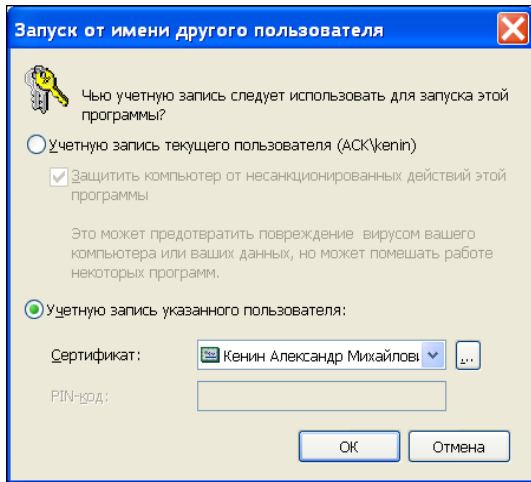 Запуск от имени другого пользователя
Чью учетную запись следует использовать для запуска этой
программы?
Учетную запись текущего пользователя (ACK\kenin)
Защитить компьютер от несанкционированных действий этой
программы
Это может предотвратить повреждение вирусом вашего
компьютера или ваших данных, но может помешать работе
некоторых программ.
Учетную запись указанного пользователя:
Сертификат: Кенин Александр Михайлови ...
PIN-код:
ОК Отмена